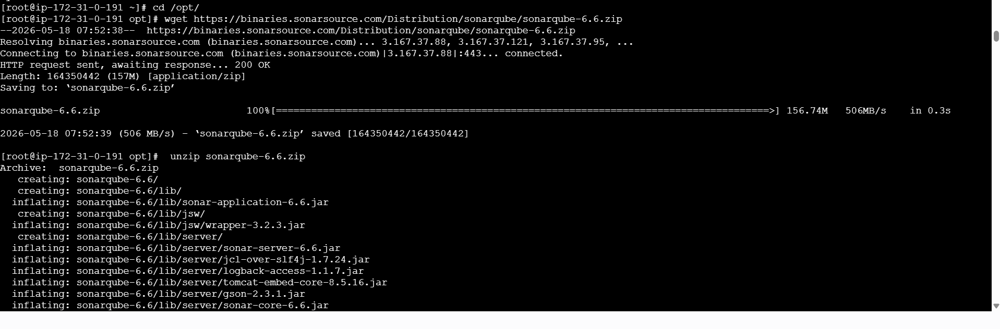 [root@ip-172-31-0-191 ~]# cd /opt/
[root@ip-172-31-0-191 opt]# wget https://binaries.sonarsource.com/Distribution/sonarqube/sonarqube-6.6.zip
--2026-05-18 07:52:38--  https://binaries.sonarsource.com/Distribution/sonarqube/sonarqube-6.6.zip
Resolving binaries.sonarsource.com (binaries.sonarsource.com)... 3.167.37.88, 3.167.37.121, 3.167.37.95, ...
Connecting to binaries.sonarsource.com (binaries.sonarsource.com)|3.167.37.88|:443... connected.
HTTP request sent, awaiting response... 200 OK
Length: 164350442 (157M) [application/zip]
Saving to: ‘sonarqube-6.6.zip’
sonarqube-6.6.zip                         100%[====================================================================================>] 156.74M   506MB/s    in 0.3s
2026-05-18 07:52:39 (506 MB/s) - ‘sonarqube-6.6.zip’ saved [164350442/164350442]
[root@ip-172-31-0-191 opt]#  unzip sonarqube-6.6.zip
Archive:  sonarqube-6.6.zip
   creating: sonarqube-6.6/
   creating: sonarqube-6.6/lib/
  inflating: sonarqube-6.6/lib/sonar-application-6.6.jar
   creating: sonarqube-6.6/lib/jsw/
  inflating: sonarqube-6.6/lib/jsw/wrapper-3.2.3.jar
   creating: sonarqube-6.6/lib/server/
  inflating: sonarqube-6.6/lib/server/sonar-server-6.6.jar
  inflating: sonarqube-6.6/lib/server/jcl-over-slf4j-1.7.24.jar
  inflating: sonarqube-6.6/lib/server/logback-access-1.1.7.jar
  inflating: sonarqube-6.6/lib/server/tomcat-embed-core-8.5.16.jar
  inflating: sonarqube-6.6/lib/server/gson-2.3.1.jar
  inflating: sonarqube-6.6/lib/server/sonar-core-6.6.jar